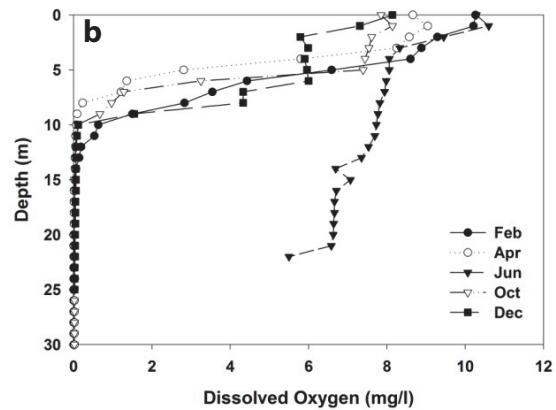 b
0
5
10
15
20
25
30
Depth (m)
Feb
Apr
Jun
Oct
Dec
0 2 4 6 8 10 12
Dissolved Oxygen (mg/l)